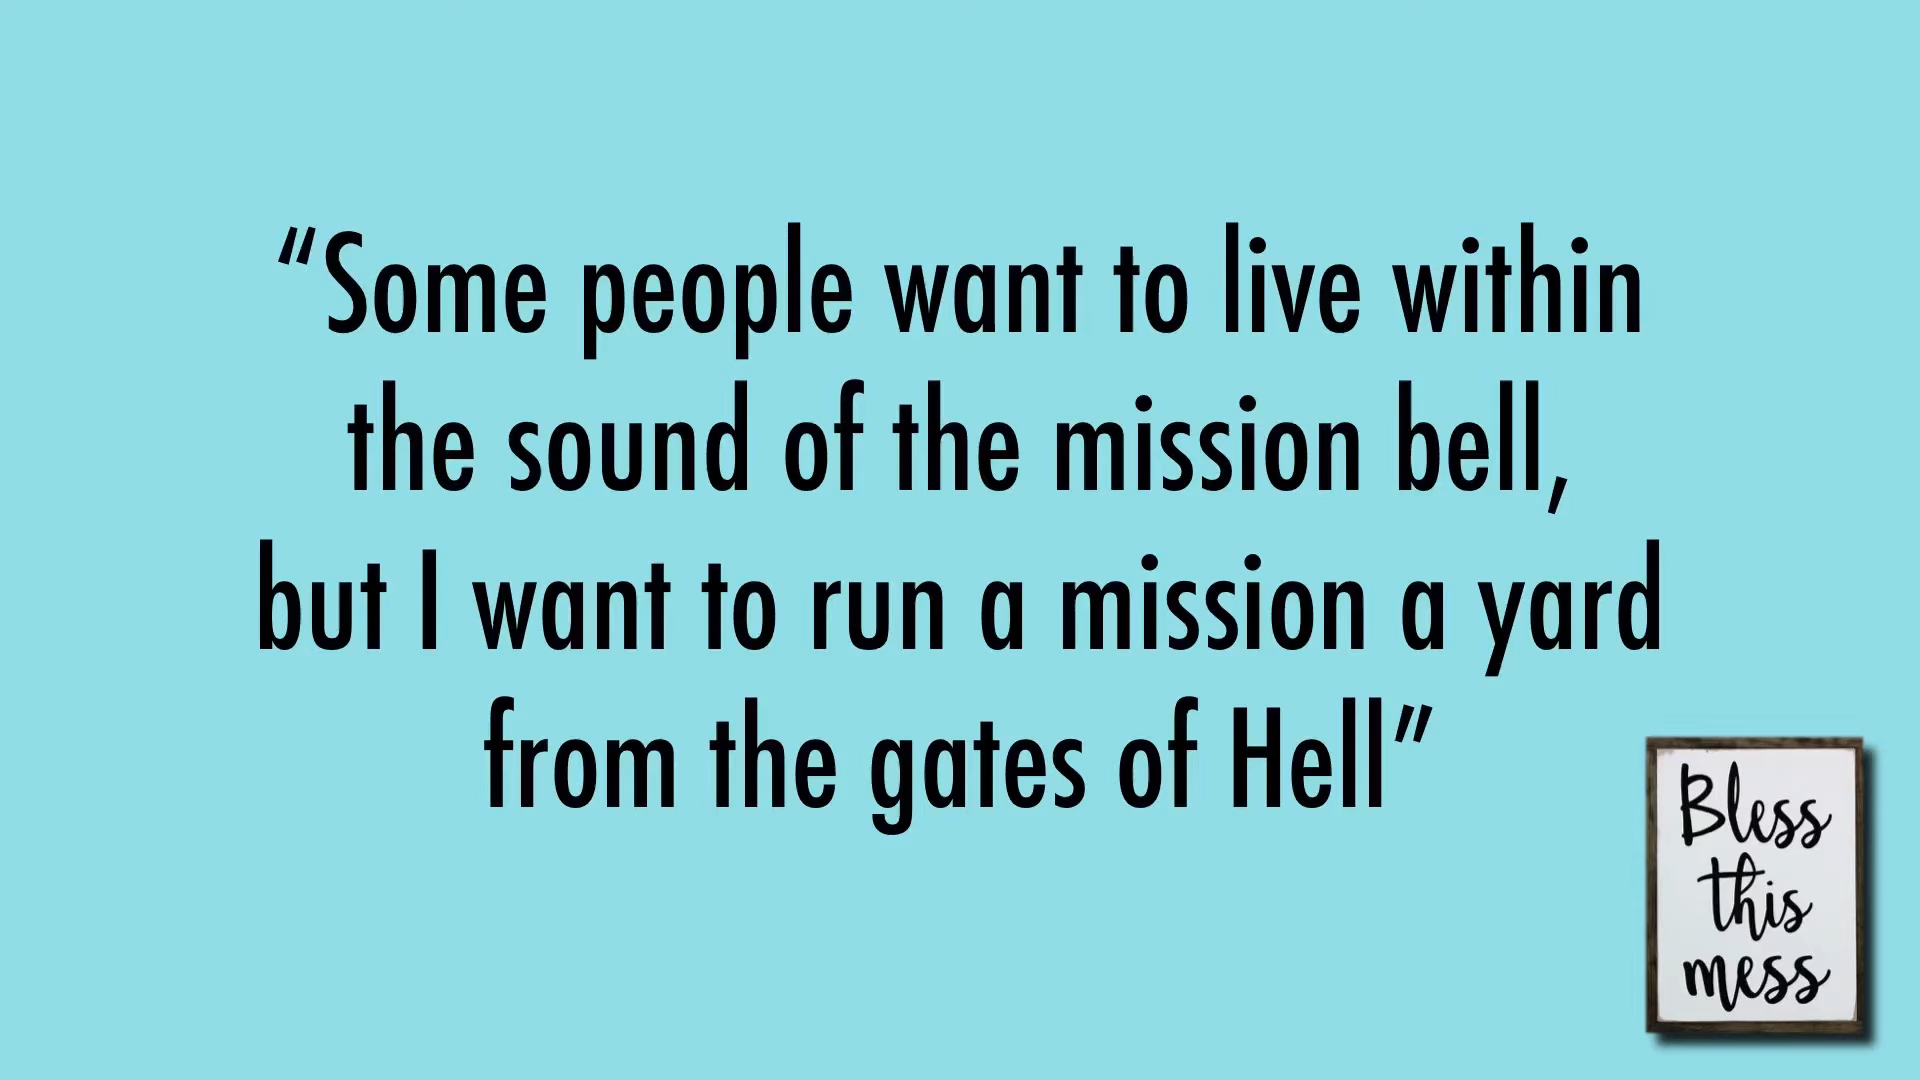 “Some people want to live within
the sound of the mission bell,
but I want to run a mission a yard
from the gates of Hell”
Bless
this
mess